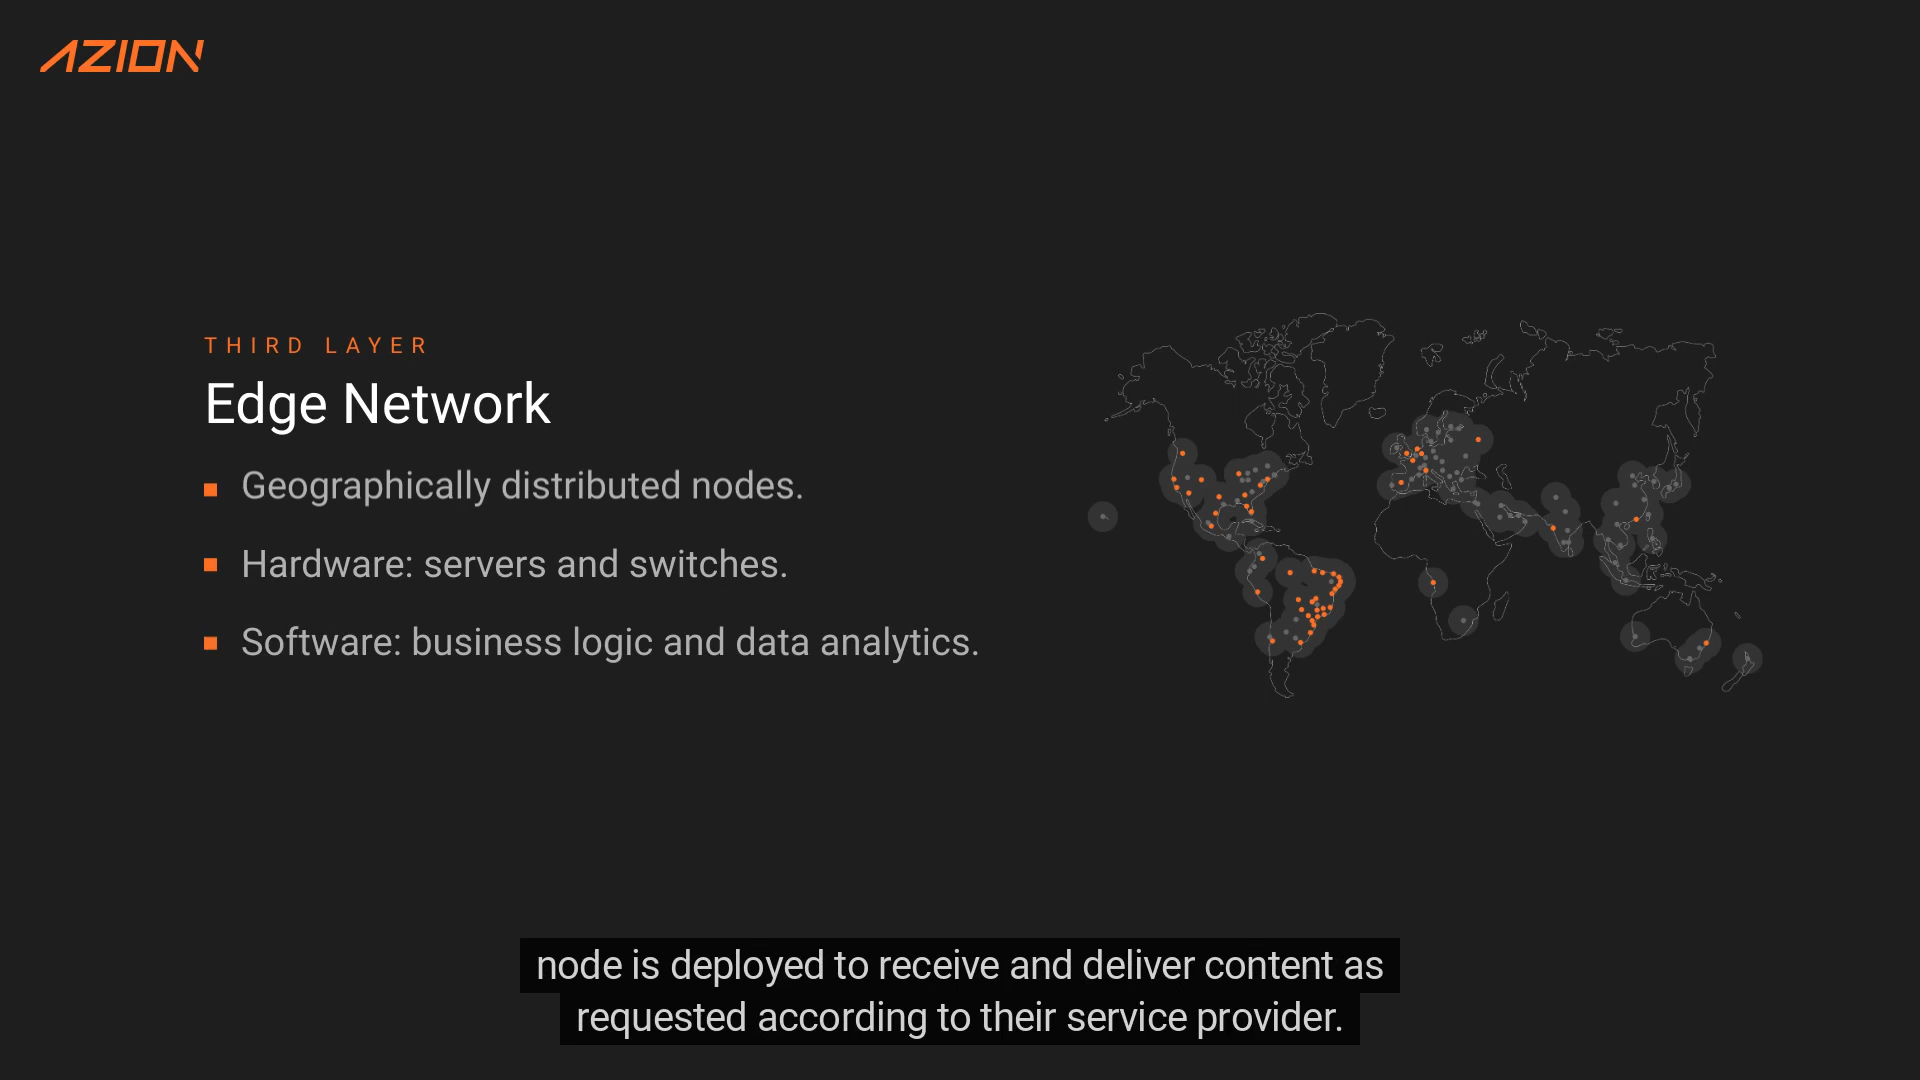 AZION
THIRD LAYER
Edge Network
Geographically distributed nodes.
Hardware: servers and switches.
Software: business logic and data analytics.
node is deployed to receive and deliver content as
requested according to their service provider.